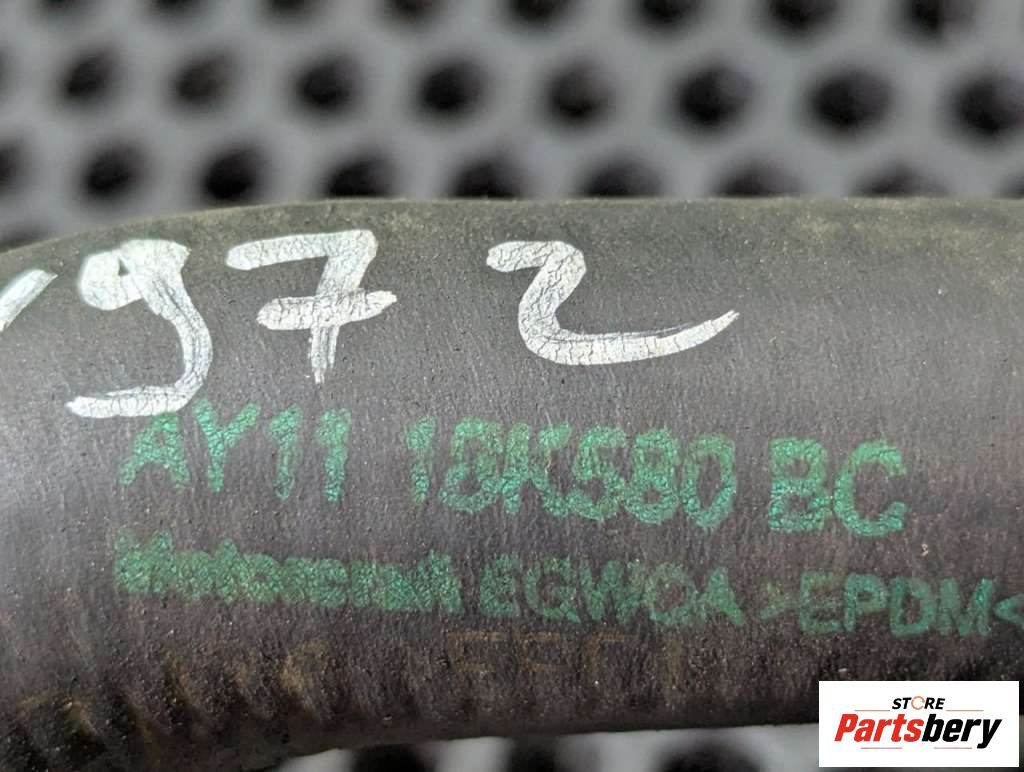 972
AY11 18K580 BC
EGWOA >EPDM<
STORE
Partsbery